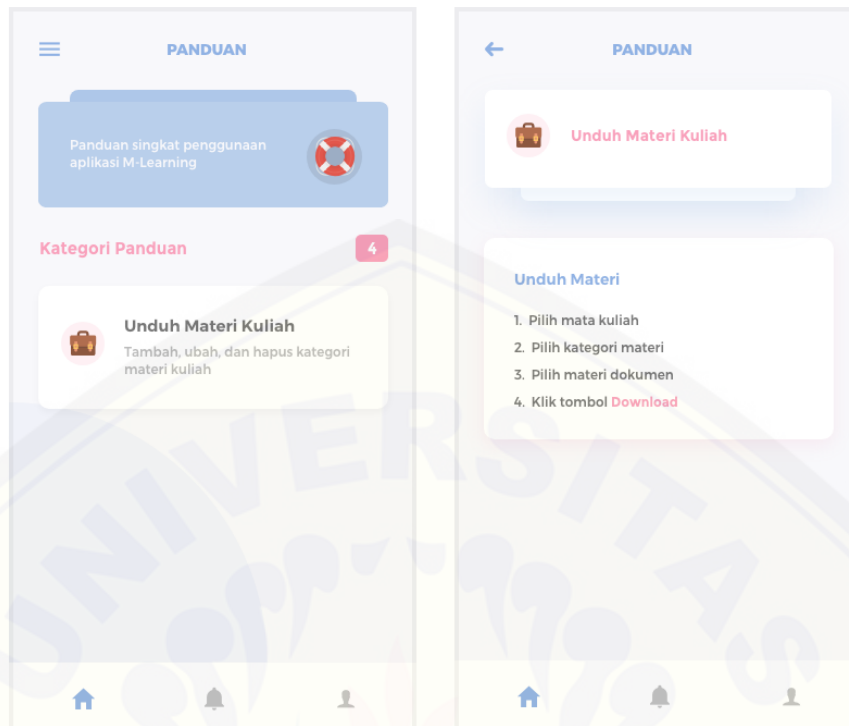 PANDUAN
Panduan singkat penggunaan
aplikasi M-Learning
Kategori Panduan
4
Unduh Materi Kuliah
Tambah, ubah, dan hapus kategori
materi kuliah
PANDUAN
Unduh Materi Kuliah
Unduh Materi
1. Pilih mata kuliah
2. Pilih kategori materi
3. Pilih materi dokumen
4. Klik tombol Download
UNIVERSITAS